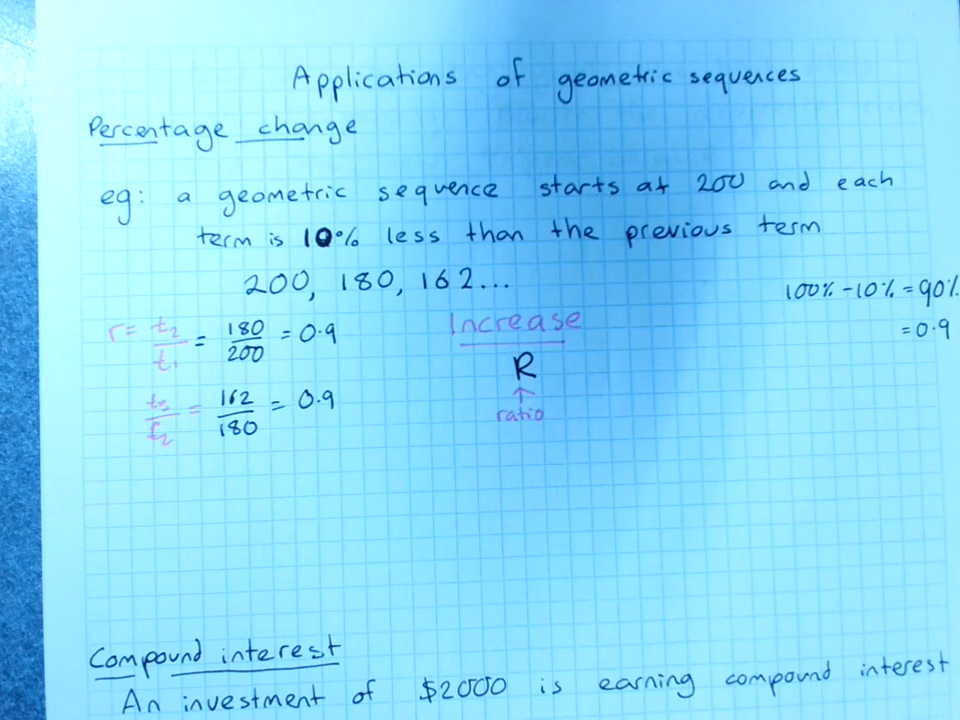 Applications of geometric sequences
Percentage change
eg: a geometric sequence starts at 200 and each
term is 10% less than the previous term
200, 180, 162...
100% - 10% = 90%
= 0.9
r = t2/t1 = 180/200 = 0.9
t3/t2 = 162/180 = 0.9
Increase
R
↑
ratio
Compound interest
An investment of $2000 is earning compound interest